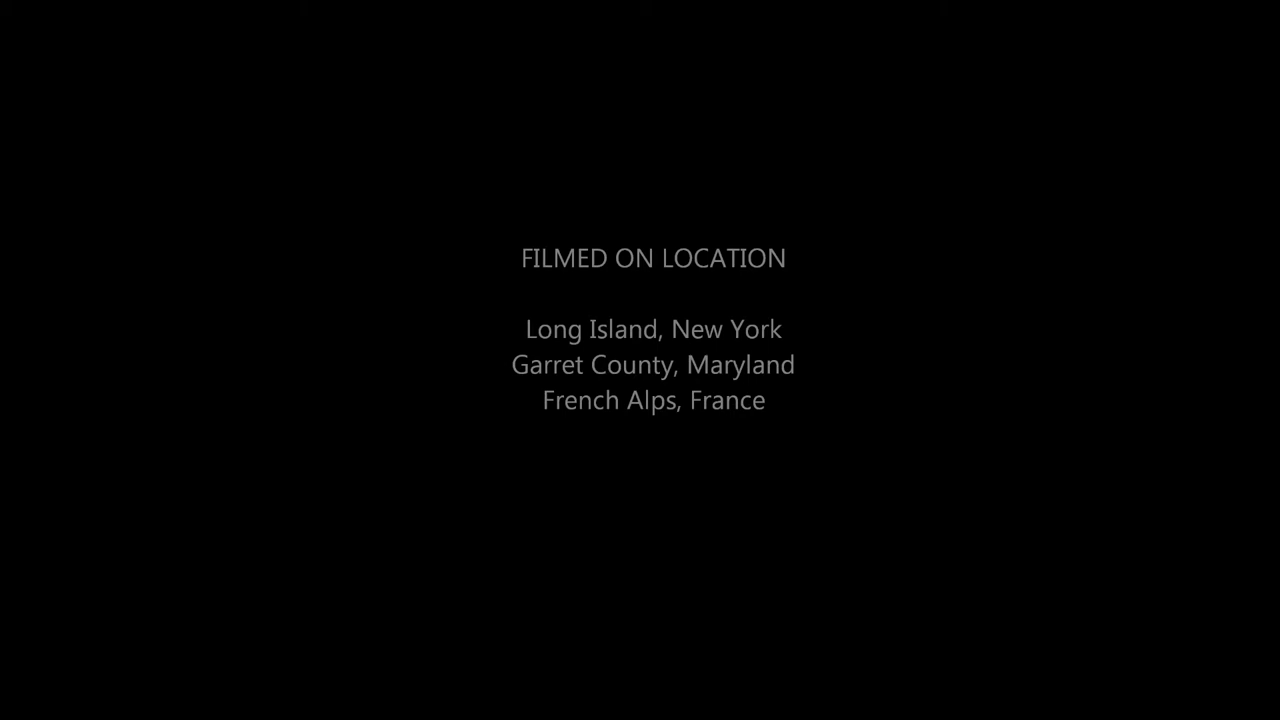 FILMED ON LOCATION
Long Island, New York
Garret County, Maryland
French Alps, France